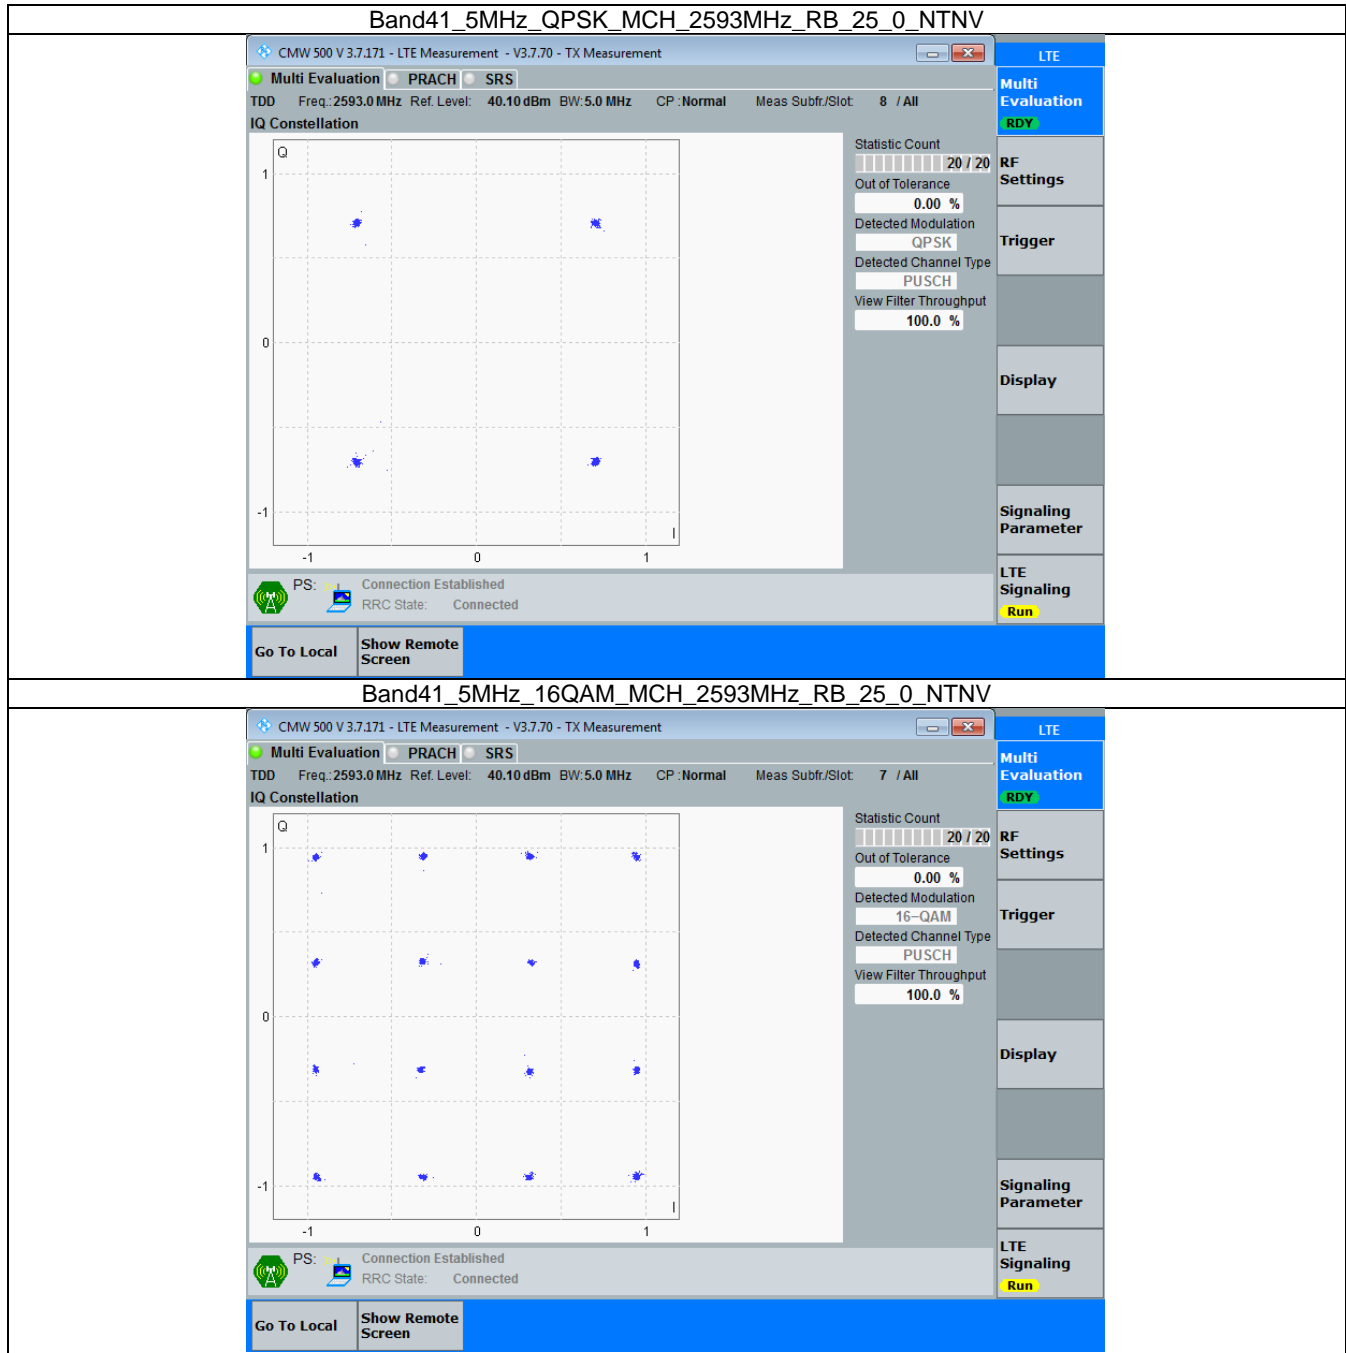 Band41_5MHz_QPSK_MCH_2593MHz_RB_25_0_NTNV
CMW 500 V 3.7.171 - LTE Measurement - V3.7.70 - TX Measurement
LTE
Multi Evaluation PRACH SRS
TDD Freq.: 2593.0 MHz Ref. Level: 40.10 dBm BW: 5.0 MHz CP : Normal Meas Subfr./Slot: 8 / All
IQ Constellation
Multi
Evaluation
RDY
Q
1
0
-1
I
-1 0 1
Statistic Count
20 / 20
Out of Tolerance
0.00 %
Detected Modulation
QPSK
Detected Channel Type
PUSCH
View Filter Throughput
100.0 %
RF
Settings
Trigger
Display
Signaling
Parameter
LTE
Signaling
Run
PS: Connection Established
RRC State: Connected
Go To Local
Show Remote
Screen
Band41_5MHz_16QAM_MCH_2593MHz_RB_25_0_NTNV
CMW 500 V 3.7.171 - LTE Measurement - V3.7.70 - TX Measurement
LTE
Multi Evaluation PRACH SRS
TDD Freq.: 2593.0 MHz Ref. Level: 40.10 dBm BW: 5.0 MHz CP : Normal Meas Subfr./Slot: 7 / All
IQ Constellation
Multi
Evaluation
RDY
Q
1
0
-1
I
-1 0 1
Statistic Count
20 / 20
Out of Tolerance
0.00 %
Detected Modulation
16-QAM
Detected Channel Type
PUSCH
View Filter Throughput
100.0 %
RF
Settings
Trigger
Display
Signaling
Parameter
LTE
Signaling
Run
PS: Connection Established
RRC State: Connected
Go To Local
Show Remote
Screen